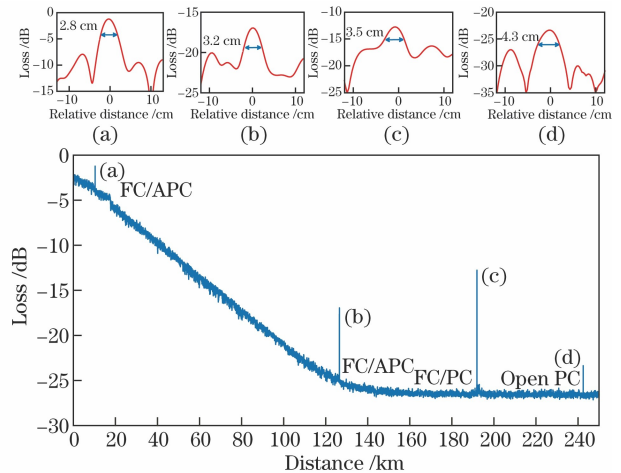 Loss /dB
0
−5
−10
−15
2.8 cm
−10
0
10
Relative distance /cm
(a)
Loss /dB
−15
−20
−25
3.2 cm
−10
0
10
Relative distance /cm
(b)
Loss /dB
−10
−15
−20
−25
3.5 cm
−10
0
10
Relative distance /cm
(c)
Loss /dB
−20
−25
−30
−35
4.3 cm
−10
0
10
Relative distance /cm
(d)
Loss /dB
0
−5
−10
−15
−20
−25
−30
(a)
FC/APC
(b)
FC/APC
(c)
FC/PC
(d)
Open PC
0 20 40 60 80 100 120 140 160 180 200 220 240
Distance /km